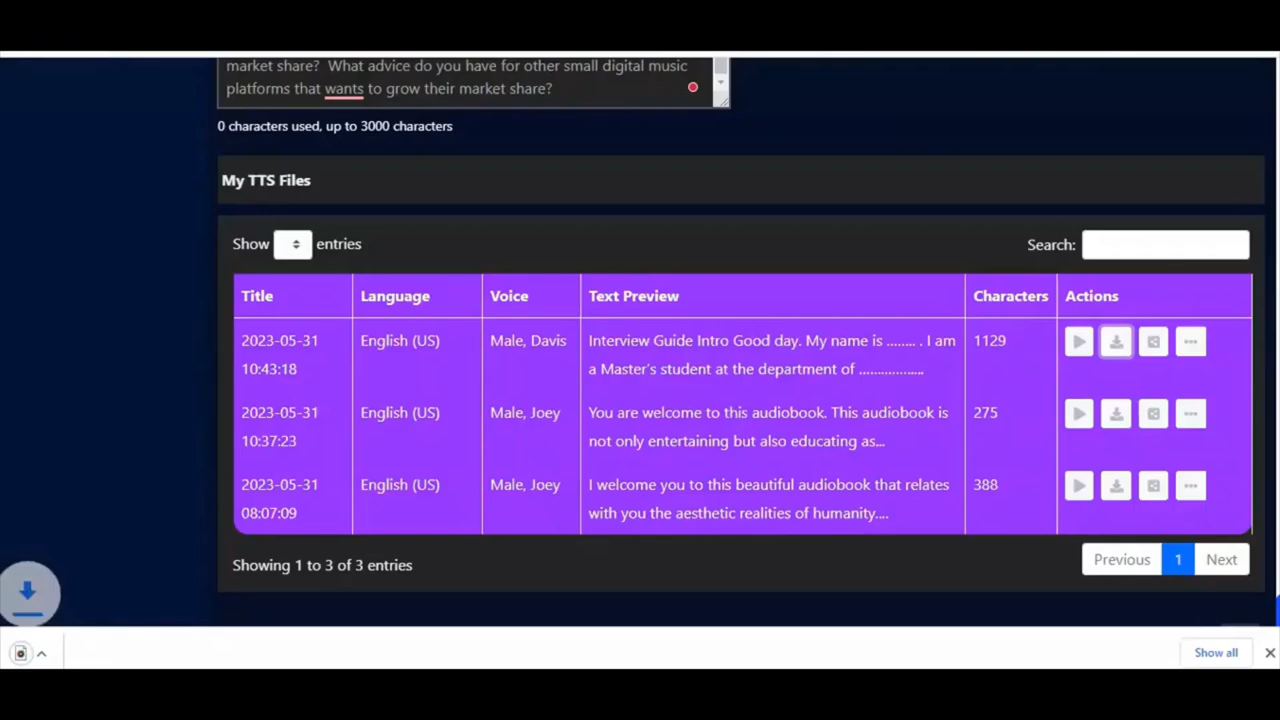 market share?  What advice do you have for other small digital music
platforms that wants to grow their market share?
0 characters used, up to 3000 characters
My TTS Files
Show entries
Search:
Title Language Voice Text Preview Characters Actions
2023-05-31 English (US) Male, Davis Interview Guide Intro Good day. My name is ........ . I am 1129
10:43:18 a Master's student at the department of ..................
2023-05-31 English (US) Male, Joey You are welcome to this audiobook. This audiobook is 275
10:37:23 not only entertaining but also educating as...
2023-05-31 English (US) Male, Joey I welcome you to this beautiful audiobook that relates 388
08:07:09 with you the aesthetic realities of humanity....
Showing 1 to 3 of 3 entries
Previous 1 Next
Show all